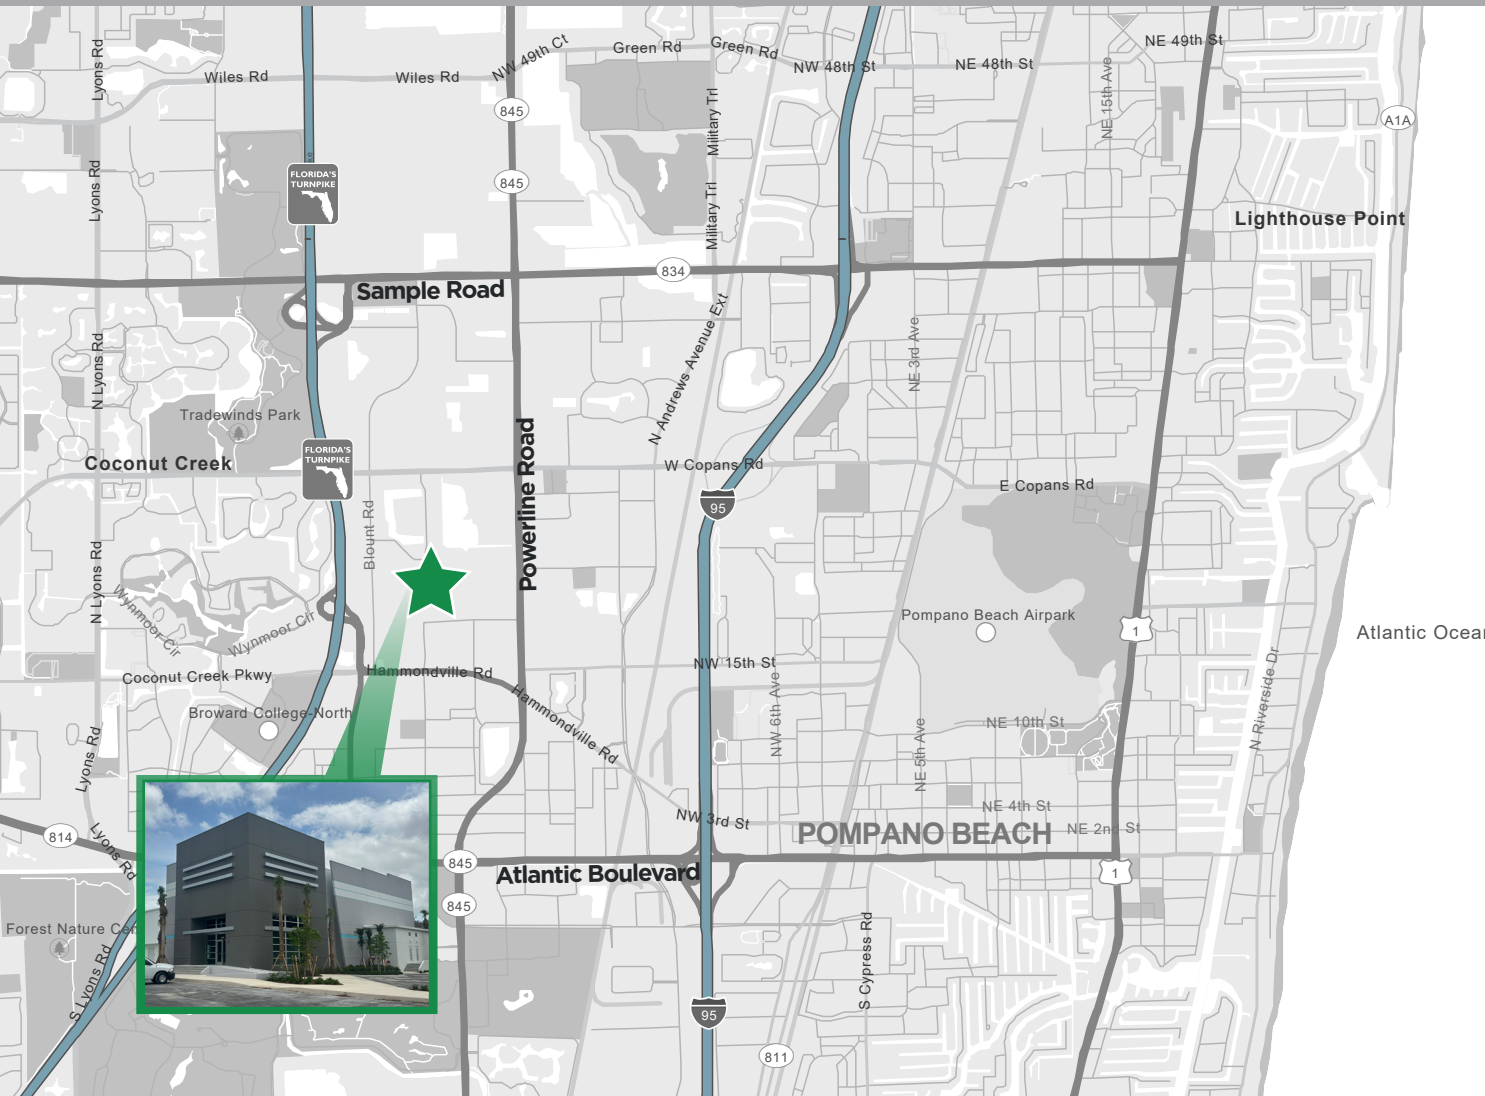 NE 49th St
NW 49th Ct
Green Rd
Green Rd
Lyons Rd
Wiles Rd
Wiles Rd
NW 48th St
NE 48th St
NE 15th Ave
845
Military Trl
A1A
FLORIDA'S
TURNPIKE
845
Lyons Rd
Military Trl
Lighthouse Point
834
Sample Road
N Andrews Avenue Ext
NE 3rd Ave
N Lyons Rd
Tradewinds Park
Coconut Creek
FLORIDA'S
TURNPIKE
Powerline Road
W Copans Rd
E Copans Rd
95
Blount Rd
N Lyons Rd
Wynmoor Cir
Wynmoor Cir
Pompano Beach Airpark
1
Atlantic Ocea
Coconut Creek Pkwy
Hammondville Rd
NW 15th St
Hammondville Rd
NW 6th Ave
N Riverside Dr
Broward College-North
NE 10th St
Lyons Rd
NE 5th Ave
NE 4th St
NW 3rd St
POMPANO BEACH
NE 2nd St
814
Lyons Rd
845
Atlantic Boulevard
1
845
Forest Nature Cen
S Cypress Rd
S Lyons Rd
95
811